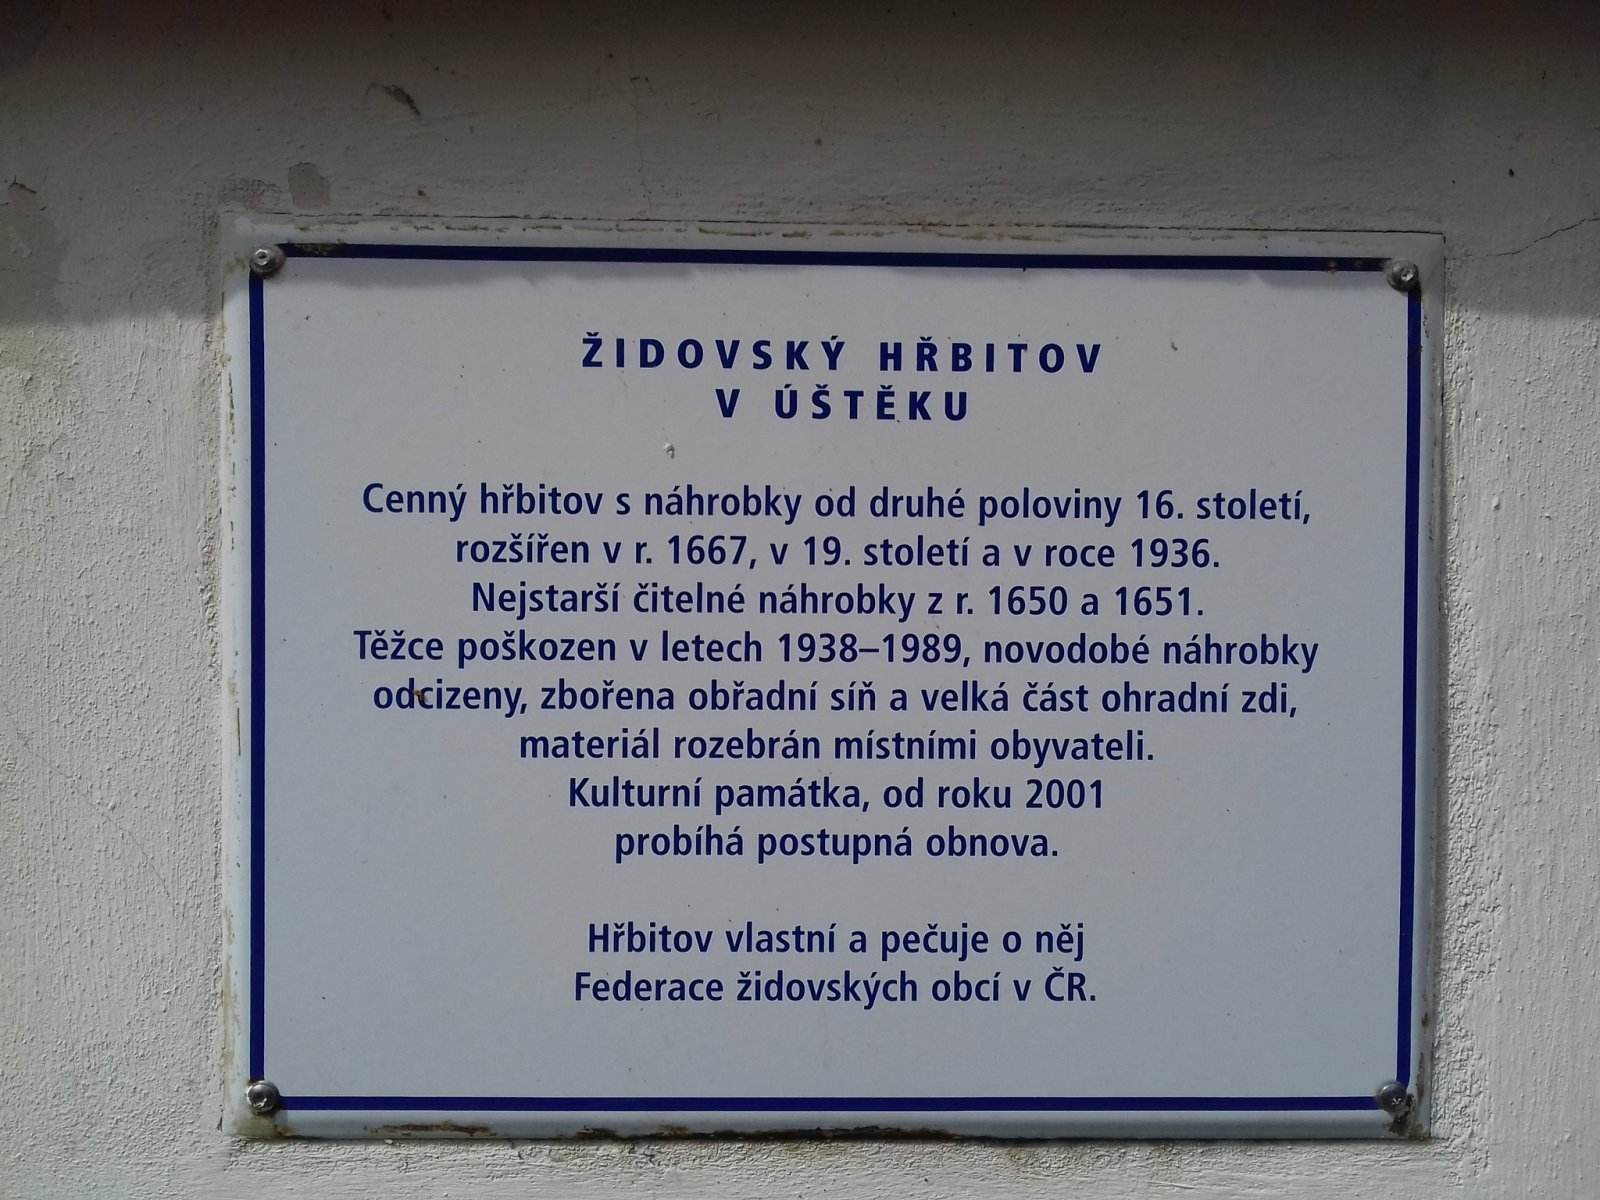 ŽIDOVSKÝ HŘBITOV
V ÚŠTĚKU
Cenný hřbitov s náhrobky od druhé poloviny 16. století,
rozšířen v r. 1667, v 19. století a v roce 1936.
Nejstarší čitelné náhrobky z r. 1650 a 1651.
Těžce poškozen v letech 1938–1989, novodobé náhrobky
odcizeny, zbořena obřadní síň a velká část ohradní zdi,
materiál rozebrán místními obyvateli.
Kulturní památka, od roku 2001
probíhá postupná obnova.
Hřbitov vlastní a pečuje o něj
Federace židovských obcí v ČR.